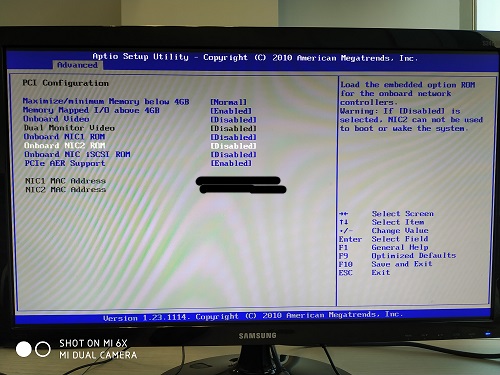 Aptio Setup Utility - Copyright (C) 2010 American Megatrends, Inc.
Advanced
PCI Configuration
Maximize/minimum Memory below 4GB [Normal]
Memory Mapped I/O above 4GB [Enabled]
Onboard Video [Disabled]
Dual Monitor Video [Disabled]
Onboard NIC1 ROM [Disabled]
Onboard NIC2 ROM [Disabled]
Onboard NIC iSCSI ROM [Disabled]
PCIe AER Support [Enabled]
NIC1 MAC Address
NIC2 MAC Address
Load the embedded option ROM
for the onboard network
controllers.
Warning: If [Disabled] is
selected, NIC2 can not be used
to boot or wake the system.
→← Select Screen
↑↓ Select Item
+/- Change Value
Enter Select Field
F1 General Help
F9 Optimized Defaults
F10 Save and Exit
ESC Exit
Version 1.23.1114. Copyright (C) 2010 American Megatrends, Inc.
SAMSUNG
SHOT ON MI 6X
MI DUAL CAMERA